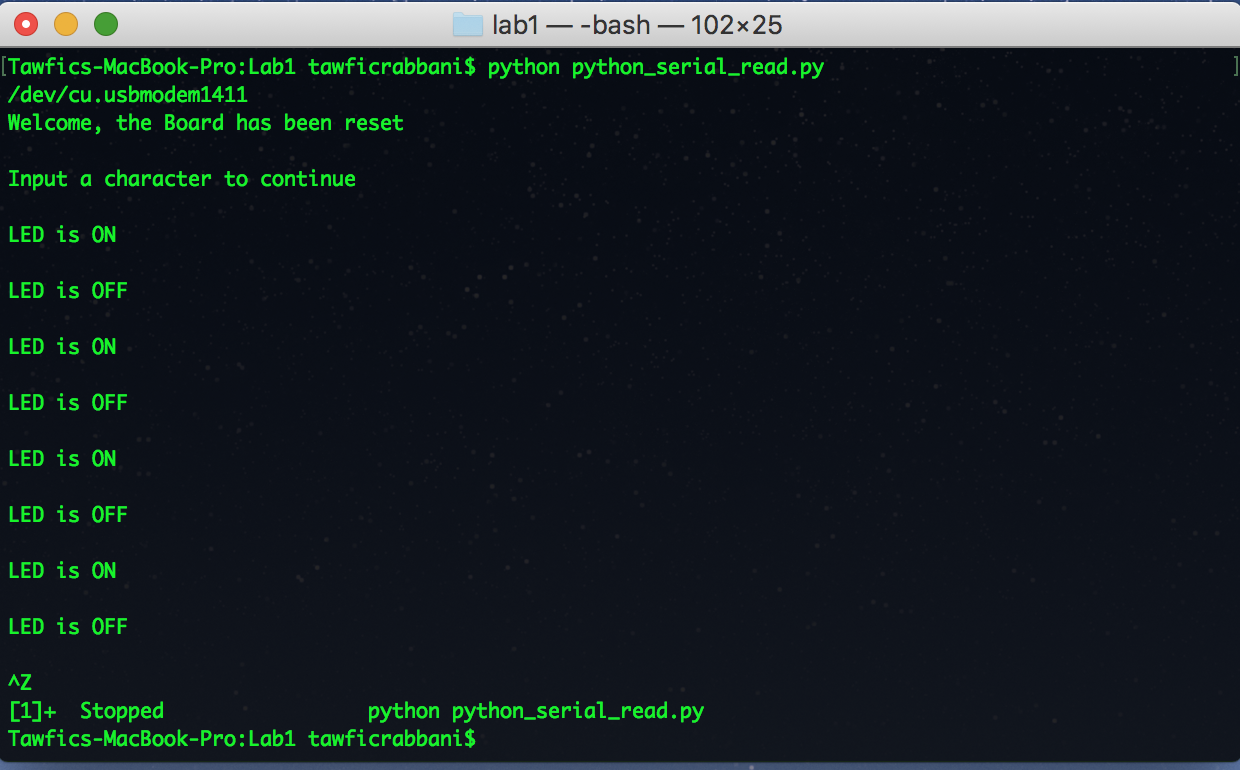 lab1 — -bash — 102×25
[Tawfics-MacBook-Pro:Lab1 tawficrabbani$ python python_serial_read.py ]
/dev/cu.usbmodem1411
Welcome, the Board has been reset
Input a character to continue
LED is ON
LED is OFF
LED is ON
LED is OFF
LED is ON
LED is OFF
LED is ON
LED is OFF
^Z
[1]+  Stopped                 python python_serial_read.py
Tawfics-MacBook-Pro:Lab1 tawficrabbani$